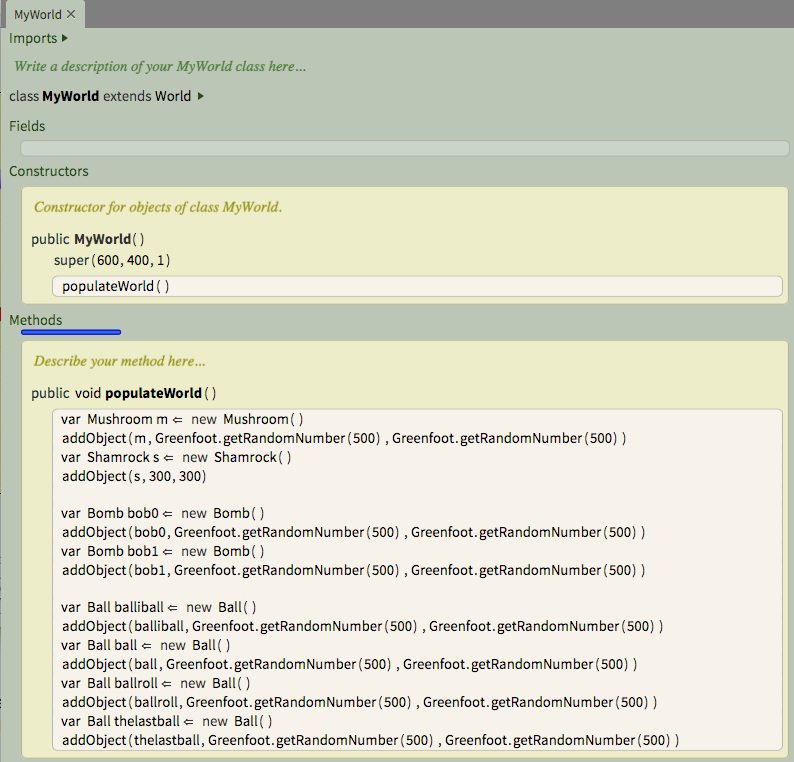 MyWorld ✕
Imports ▸
Write a description of your MyWorld class here...
class MyWorld extends World ▸
Fields
Constructors
Constructor for objects of class MyWorld.
public MyWorld()
super(600,400,1)
populateWorld()
Methods
Describe your method here...
public void populateWorld()
var Mushroom m ⇐ new Mushroom()
addObject(m,Greenfoot.getRandomNumber(500),Greenfoot.getRandomNumber(500))
var Shamrock s ⇐ new Shamrock()
addObject(s,300,300)
var Bomb bob0 ⇐ new Bomb()
addObject(bob0,Greenfoot.getRandomNumber(500),Greenfoot.getRandomNumber(500))
var Bomb bob1 ⇐ new Bomb()
addObject(bob1,Greenfoot.getRandomNumber(500),Greenfoot.getRandomNumber(500))
var Ball balliball ⇐ new Ball()
addObject(balliball,Greenfoot.getRandomNumber(500),Greenfoot.getRandomNumber(500))
var Ball ball ⇐ new Ball()
addObject(ball,Greenfoot.getRandomNumber(500),Greenfoot.getRandomNumber(500))
var Ball ballroll ⇐ new Ball()
addObject(ballroll,Greenfoot.getRandomNumber(500),Greenfoot.getRandomNumber(500))
var Ball thelastball ⇐ new Ball()
addObject(thelastball,Greenfoot.getRandomNumber(500),Greenfoot.getRandomNumber(500))